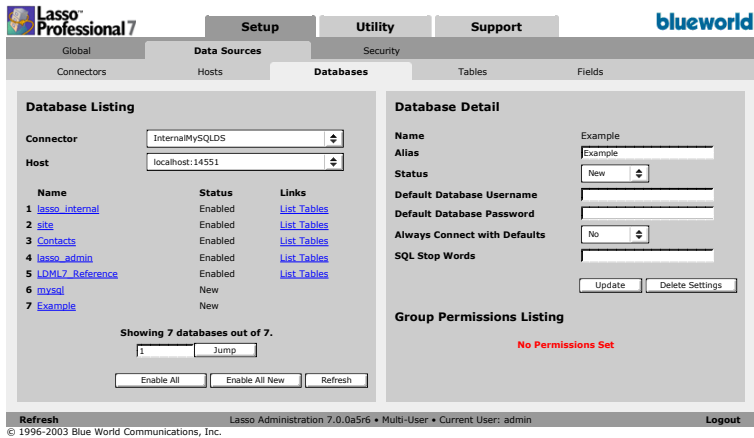 Lasso™
Professional 7
Setup Utility Support
blueworld
Global Data Sources Security
Connectors Hosts Databases Tables Fields
Database Listing
Connector InternalMySQLDS
Host localhost:14551
Name Status Links
1 lasso_internal Enabled List Tables
2 site Enabled List Tables
3 Contacts Enabled List Tables
4 lasso_admin Enabled List Tables
5 LDML7_Reference Enabled List Tables
6 mysql New
7 Example New
Showing 7 databases out of 7.
1 Jump
Enable All Enable All New Refresh
Database Detail
Name Example
Alias Example
Status New
Default Database Username
Default Database Password
Always Connect with Defaults No
SQL Stop Words
Update Delete Settings
Group Permissions Listing
No Permissions Set
Refresh Lasso Administration 7.0.0a5r6 • Multi-User • Current User: admin Logout
© 1996-2003 Blue World Communications, Inc.